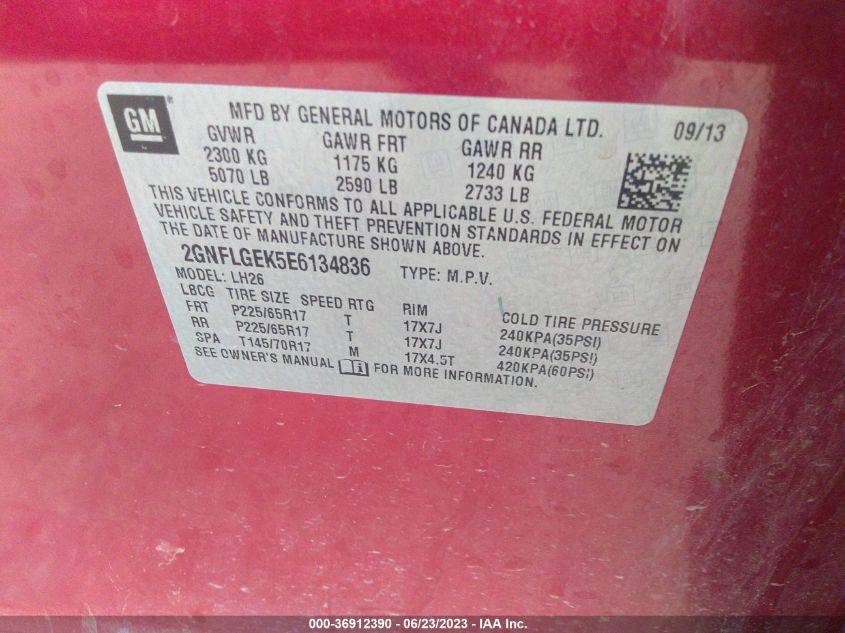 GM
MFD BY GENERAL MOTORS OF CANADA LTD. 09/13
GVWR GAWR FRT GAWR RR
2300 KG 1175 KG 1240 KG
5070 LB 2590 LB 2733 LB
THIS VEHICLE CONFORMS TO ALL APPLICABLE U.S. FEDERAL MOTOR
VEHICLE SAFETY AND THEFT PREVENTION STANDARDS IN EFFECT ON
THE DATE OF MANUFACTURE SHOWN ABOVE.
2GNFLGEK5E6134836 TYPE: M.P.V.
MODEL: LH26
LBCG TIRE SIZE SPEED RTG RIM COLD TIRE PRESSURE
FRT P225/65R17 T 17X7J 240KPA(35PSI)
RR P225/65R17 T 17X7J 240KPA(35PSI)
SPA T145/70R17 M 17X4.5T 420KPA(60PSI)
SEE OWNER'S MANUAL FOR MORE INFORMATION.
000-36912390 - 06/23/2023 - IAA Inc.